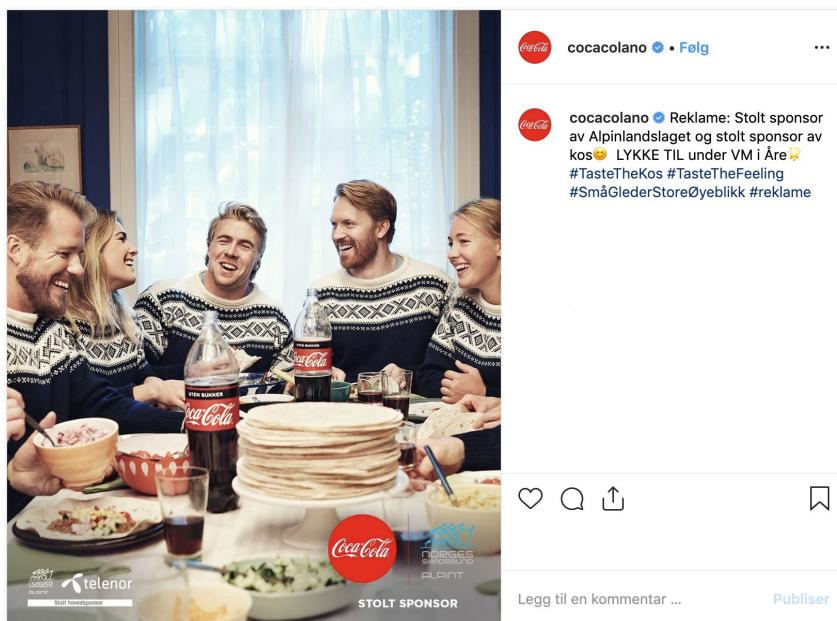 cocacolano • Følg
cocacolano Reklame: Stolt sponsor
av Alpinlandslaget og stolt sponsor av
kos😊 LYKKE TIL under VM i Åre🌟
#TasteTheKos #TasteTheFeeling
#SmåGlederStoreØyeblikk #reklame
UTEN SUKKER
Coca-Cola
UTEN SUKKER
Coca-Cola
Coca-Cola
NORGES
SKIFORBUND
ALPINT
telenor
Stolt hovedsponsor
STOLT SPONSOR
Legg til en kommentar ...
Publiser